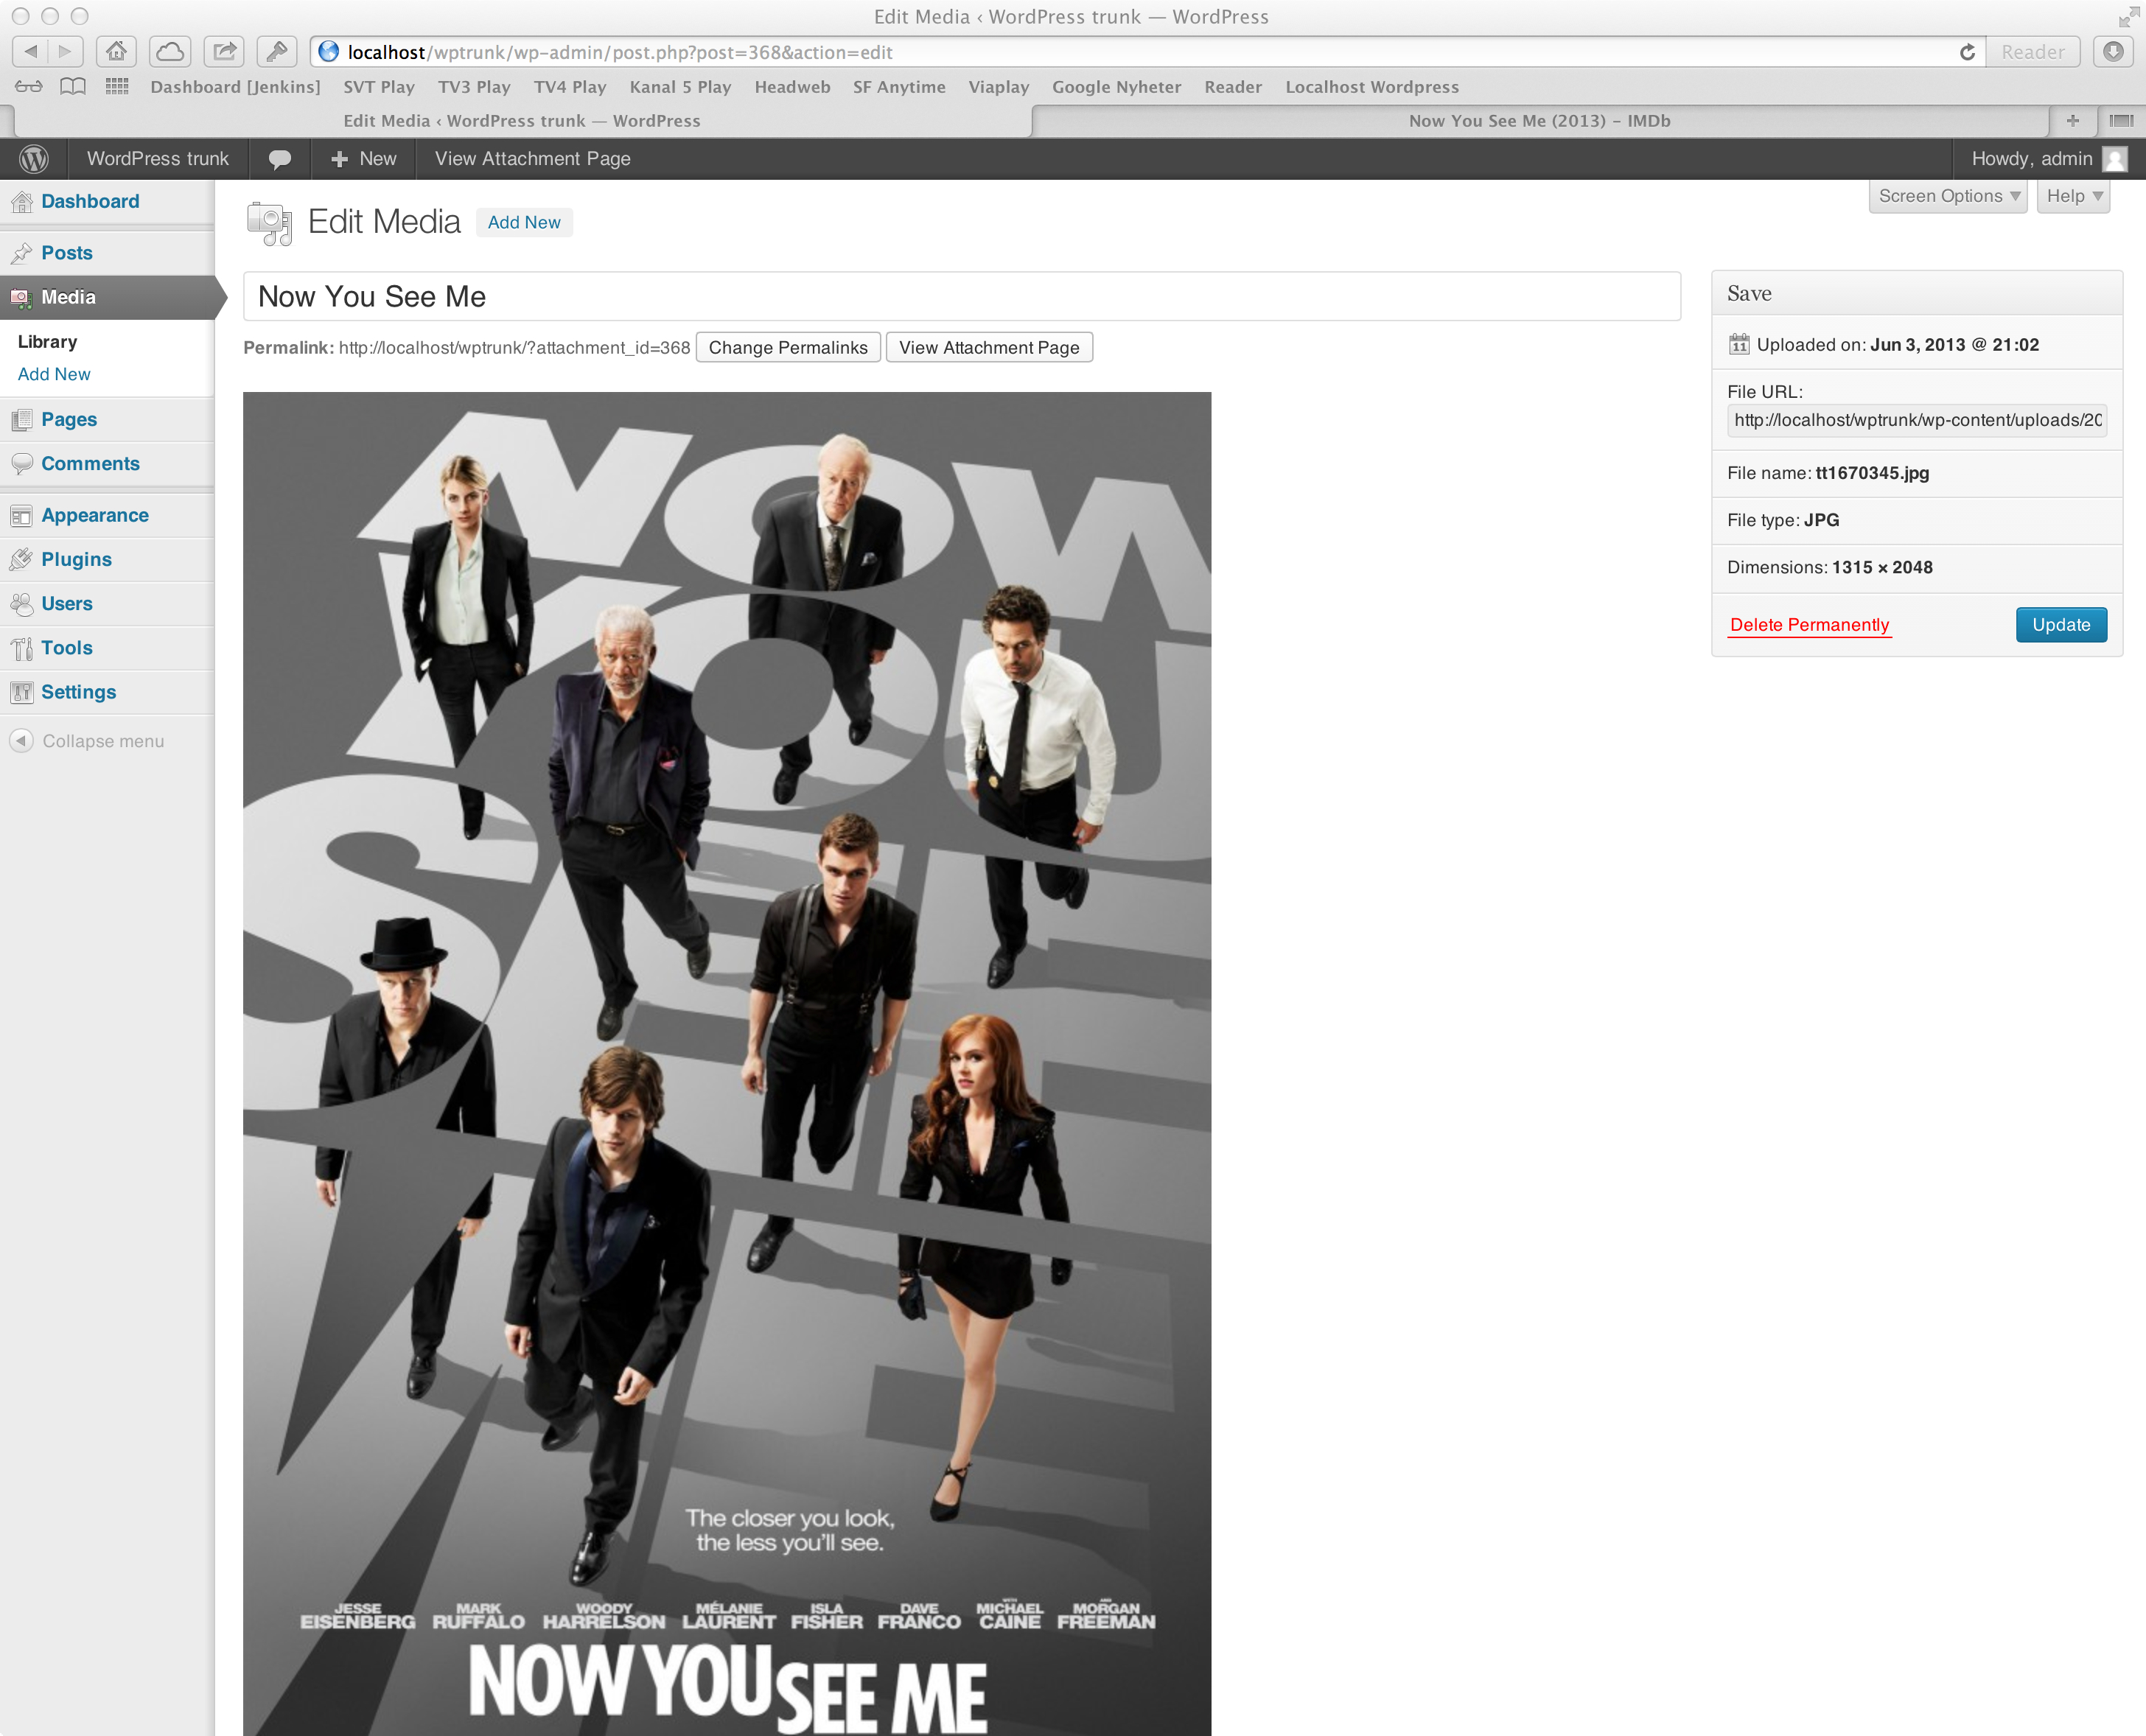 Edit Media ‹ WordPress trunk — WordPress
localhost/wptrunk/wp-admin/post.php?post=368&action=edit
Reader
Dashboard [Jenkins] SVT Play TV3 Play TV4 Play Kanal 5 Play Headweb SF Anytime Viaplay Google Nyheter Reader Localhost Wordpress
Edit Media ‹ WordPress trunk — WordPress
Now You See Me (2013) – IMDb
WordPress trunk + New View Attachment Page Howdy, admin
Screen Options Help
Dashboard
Posts
Media
Library
Add New
Pages
Comments
Appearance
Plugins
Users
Tools
Settings
Collapse menu
Edit Media Add New
Now You See Me
Permalink: http://localhost/wptrunk/?attachment_id=368 Change Permalinks View Attachment Page
NOW
YOU
SEE
ME
The closer you look,
the less you'll see.
JESSE EISENBERG MARK RUFFALO WOODY HARRELSON MÉLANIE LAURENT ISLA FISHER DAVE FRANCO WITH MICHAEL CAINE AND MORGAN FREEMAN
NOW YOU SEE ME
Save
11 Uploaded on: Jun 3, 2013 @ 21:02
File URL:
http://localhost/wptrunk/wp-content/uploads/20
File name: tt1670345.jpg
File type: JPG
Dimensions: 1315 × 2048
Delete Permanently Update